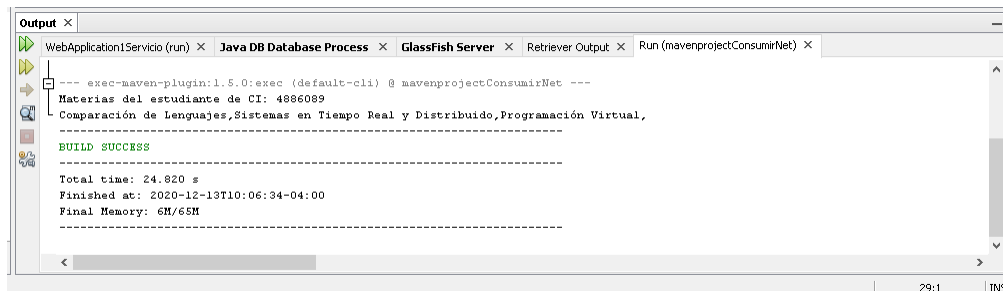 Output
WebApplication1Servicio (run) Java DB Database Process GlassFish Server Retriever Output Run (mavenprojectConsumirNet)
--- exec-maven-plugin:1.5.0:exec (default-cli) @ mavenprojectConsumirNet ---
Materias del estudiante de CI: 4886089
Comparación de Lenguajes,Sistemas en Tiempo Real y Distribuido,Programación Virtual,
------------------------------------------------------------------------
BUILD SUCCESS
------------------------------------------------------------------------
Total time: 24.820 s
Finished at: 2020-12-13T10:06:34-04:00
Final Memory: 6M/65M
------------------------------------------------------------------------
29:1 INS